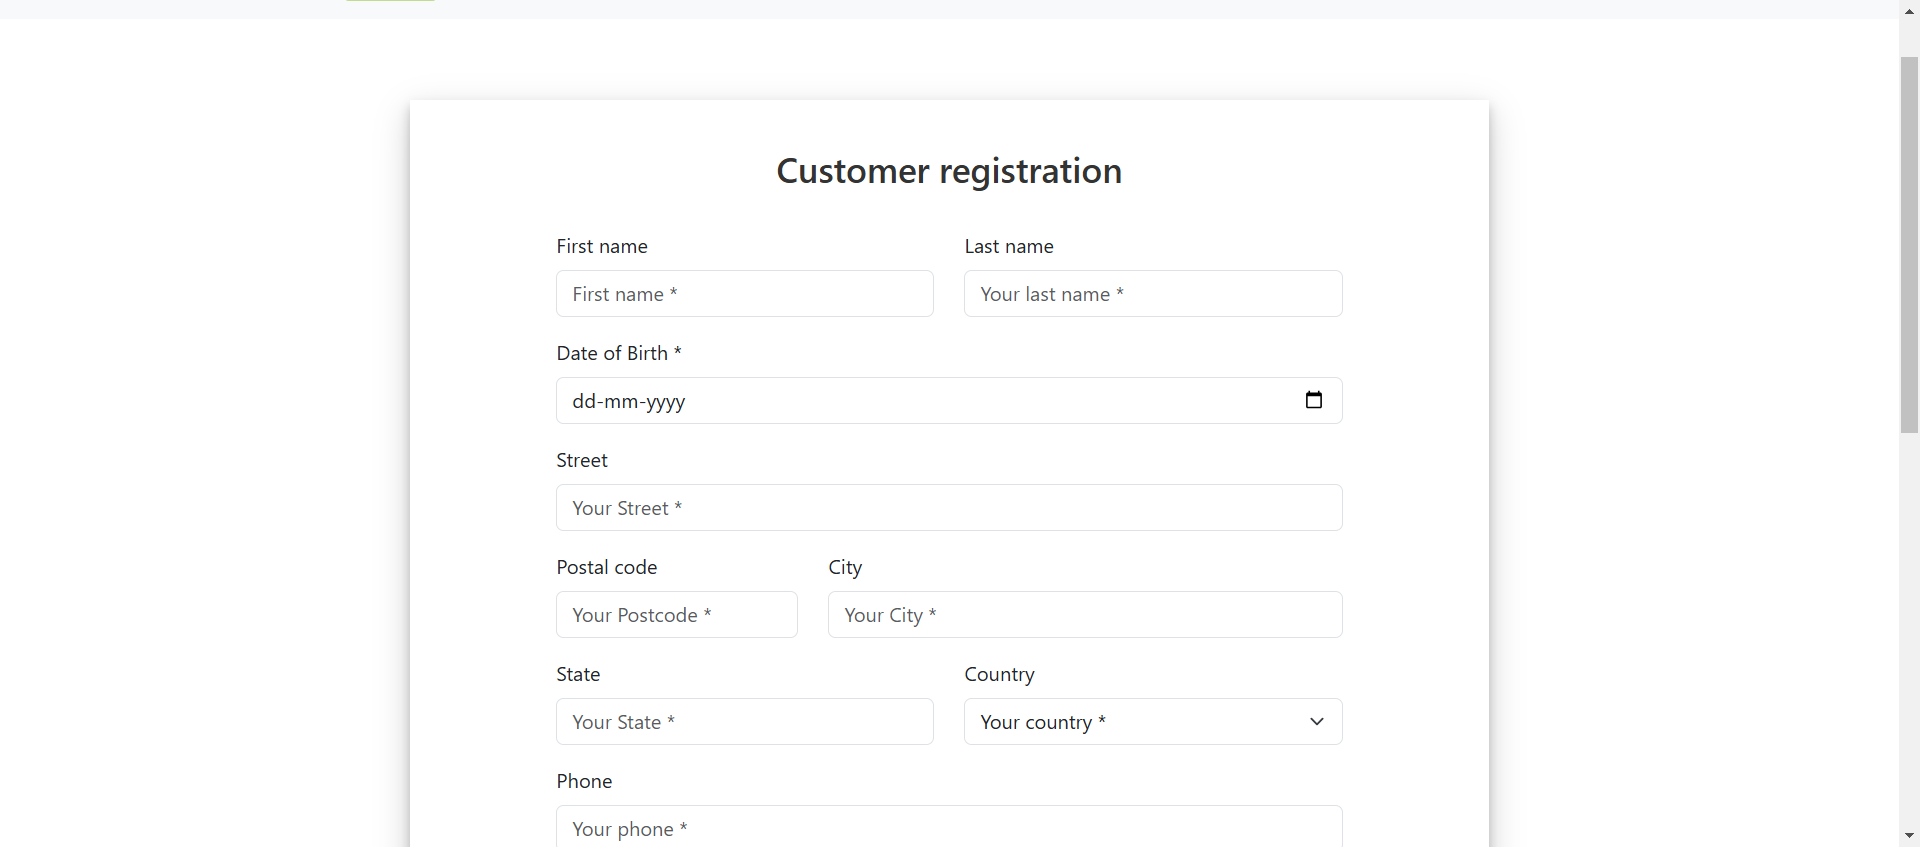 Customer registration
First name Last name
First name * Your last name *
Date of Birth *
dd-mm-yyyy
Street
Your Street *
Postal code City
Your Postcode * Your City *
State Country
Your State * Your country *
Phone
Your phone *